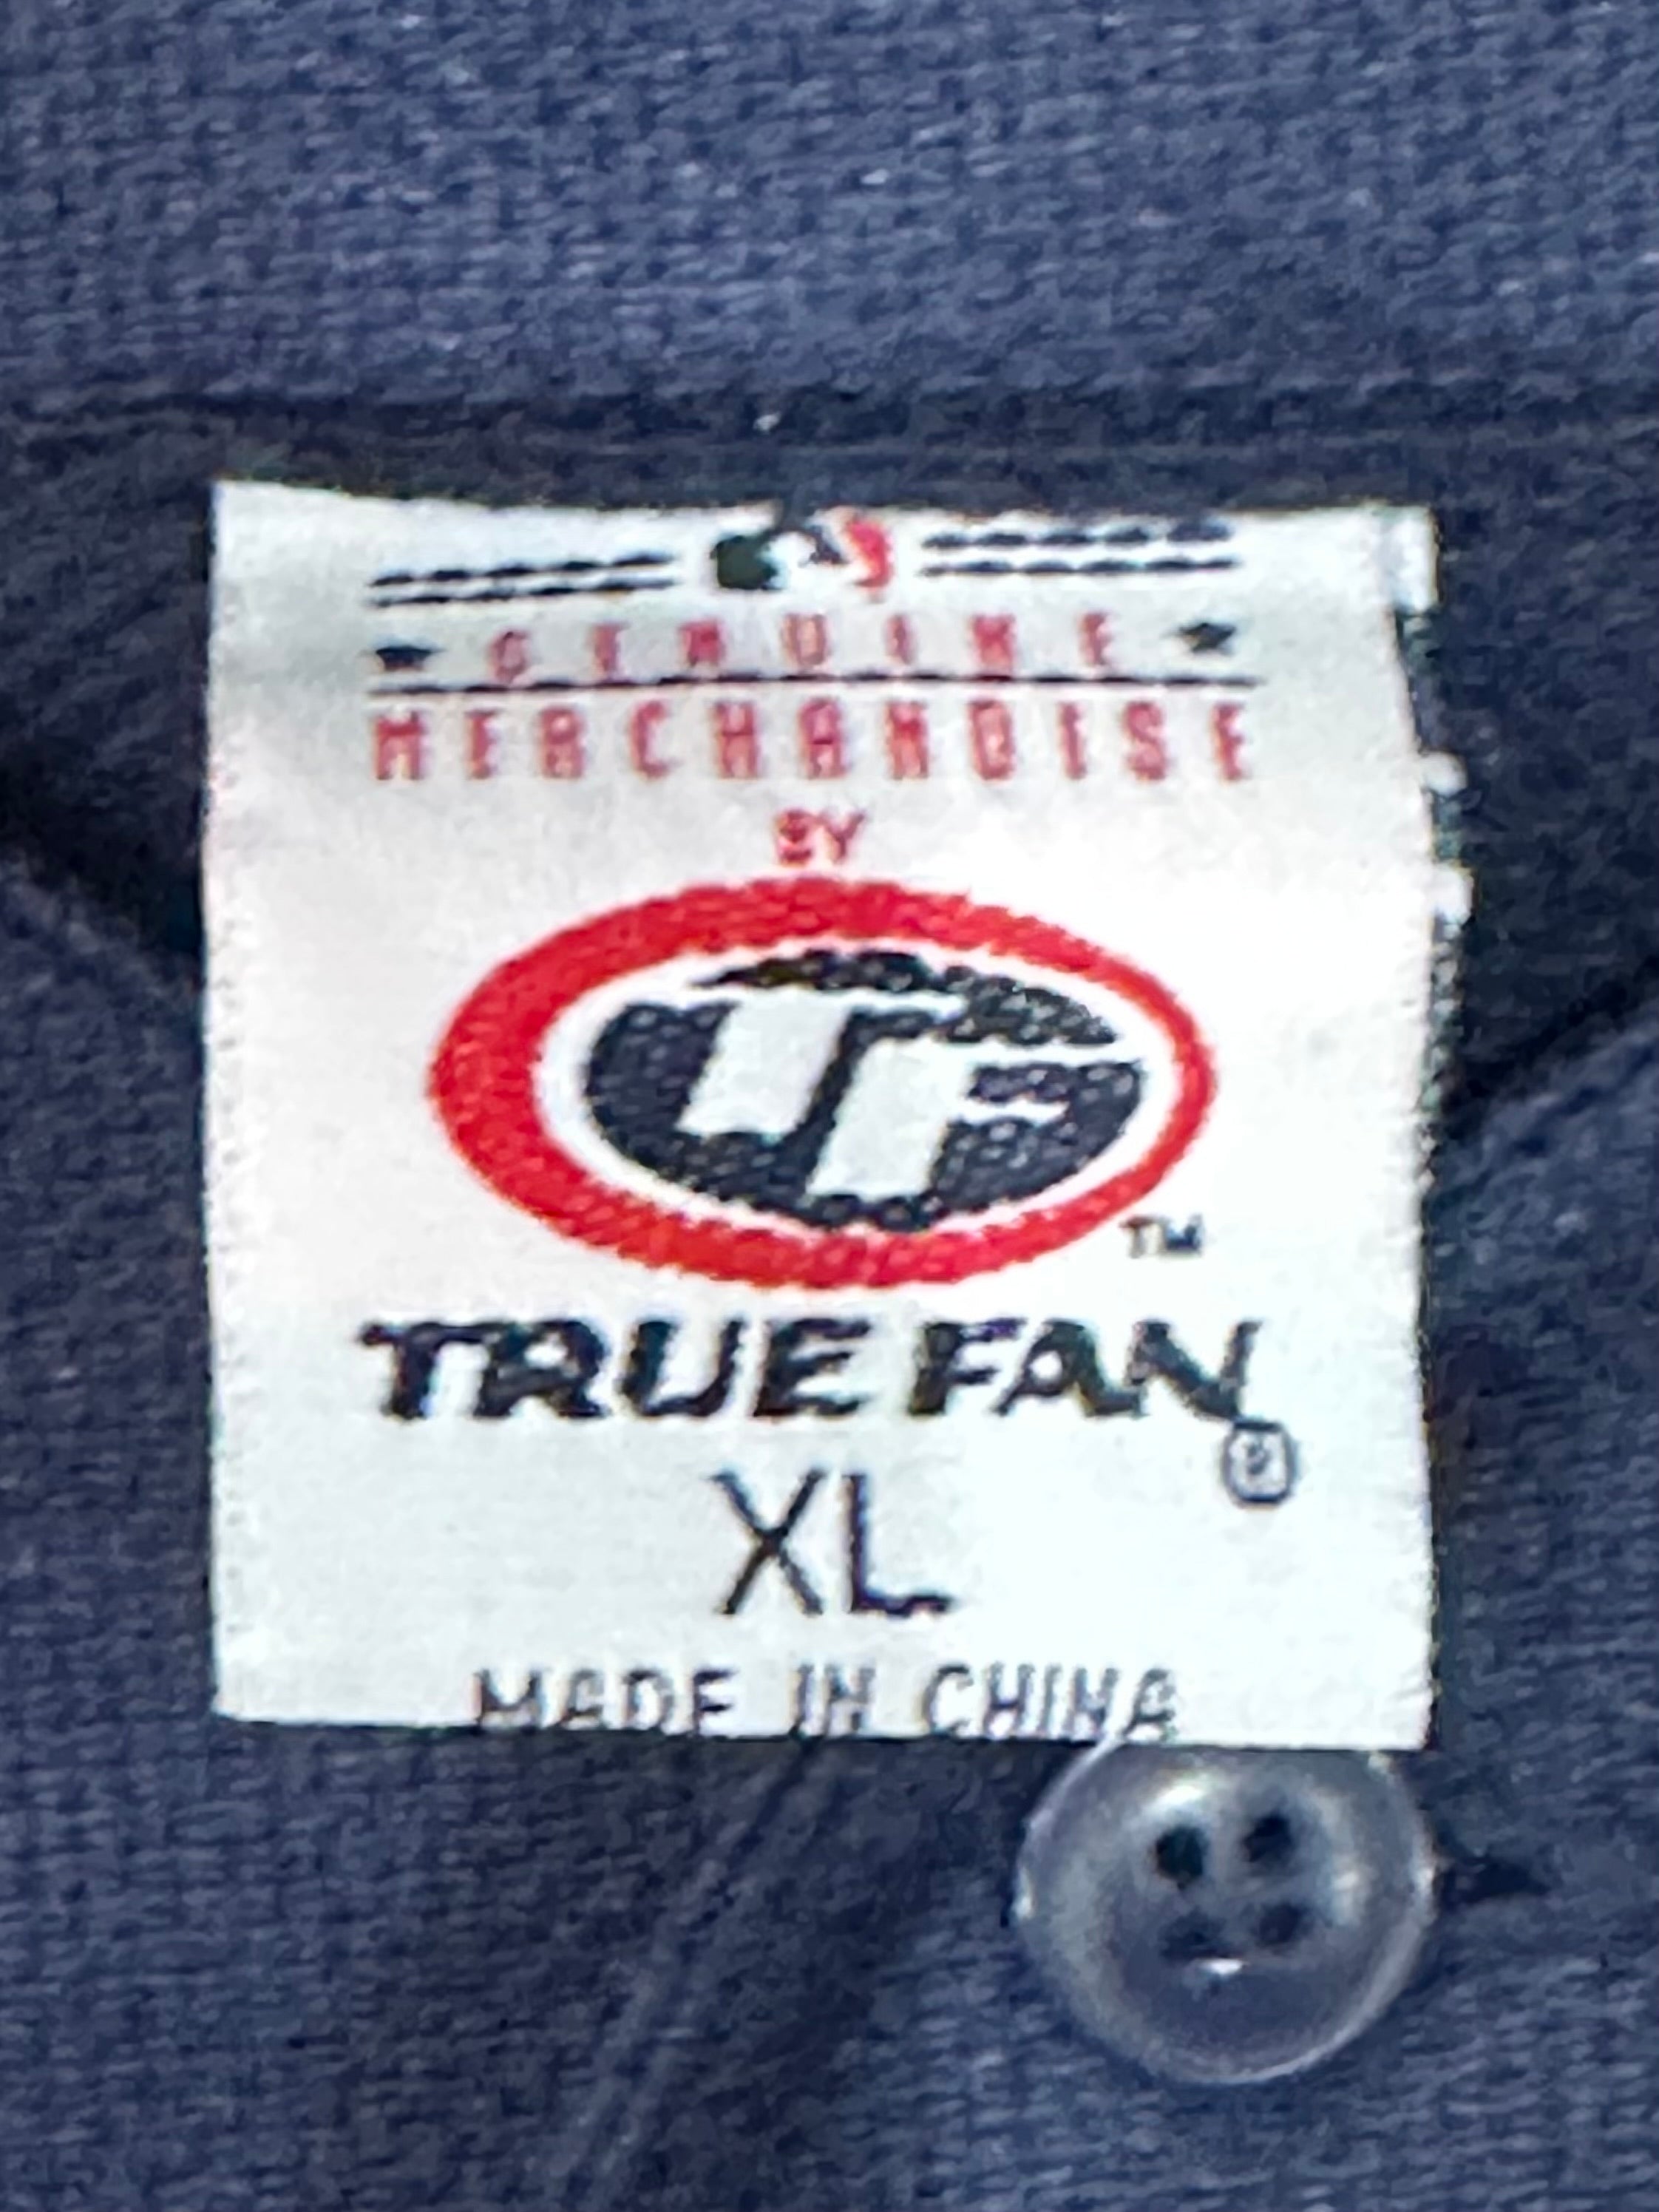 ★ GENUINE ★
MERCHANDISE
BY
TF
TM
TRUE FAN
®
XL
MADE IN CHINA